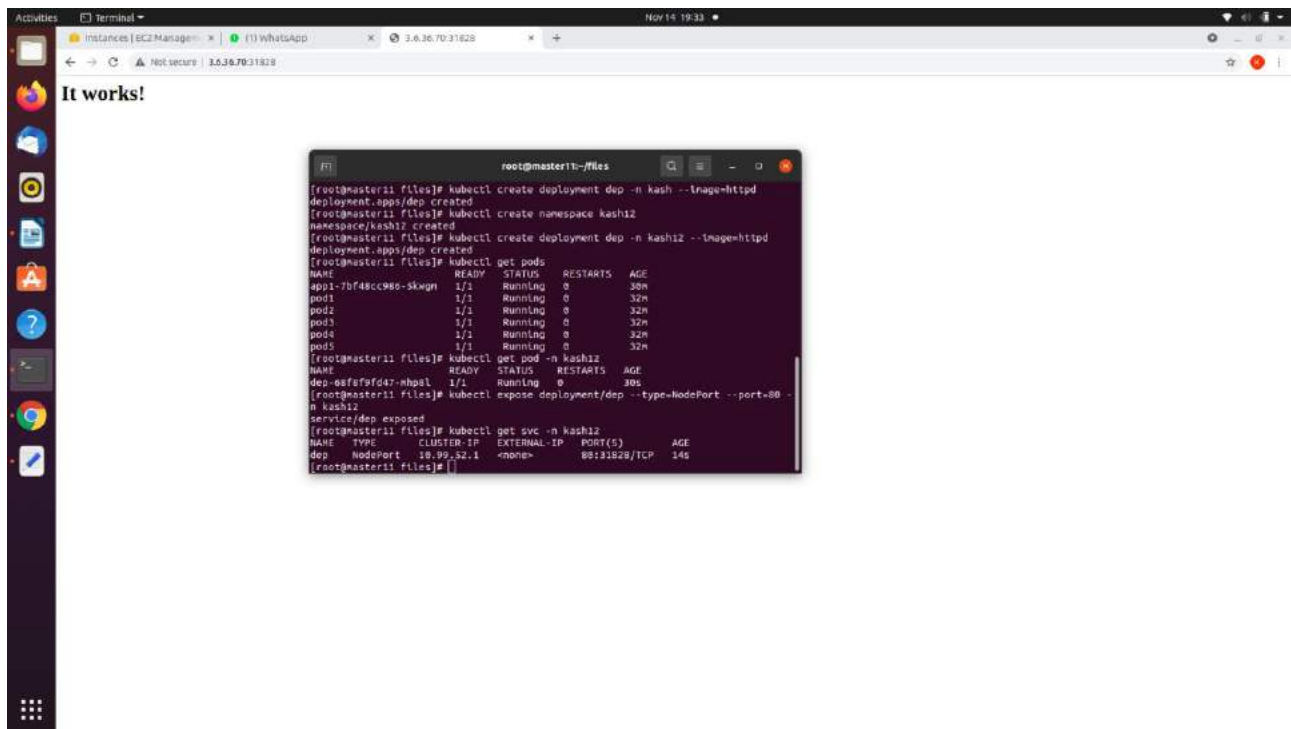 Activities
Terminal
Nov 14 19:33
Instances | EC2 Managem
(1) WhatsApp
3.6.36.70:31828
Not secure | 3.6.36.70:31828
It works!
root@master11:~/files
[root@master11 files]# kubectl create deployment dep -n kash --image=httpd
deployment.apps/dep created
[root@master11 files]# kubectl create namespace kash12
namespace/kash12 created
[root@master11 files]# kubectl create deployment dep -n kash12 --image=httpd
deployment.apps/dep created
[root@master11 files]# kubectl get pods
NAME READY STATUS RESTARTS AGE
app1-7bf48cc986-5kwgm 1/1 Running 0 30m
pod1 1/1 Running 0 32m
pod2 1/1 Running 0 32m
pod3 1/1 Running 0 32m
pod4 1/1 Running 0 32m
pod5 1/1 Running 0 32m
[root@master11 files]# kubectl get pod -n kash12
NAME READY STATUS RESTARTS AGE
dep-68f8f9fd47-mhp8l 1/1 Running 0 30s
[root@master11 files]# kubectl expose deployment/dep --type=NodePort --port=80 -
n kash12
service/dep exposed
[root@master11 files]# kubectl get svc -n kash12
NAME TYPE CLUSTER-IP EXTERNAL-IP PORT(S) AGE
dep NodePort 10.99.52.1 <none> 80:31828/TCP 14s
[root@master11 files]#